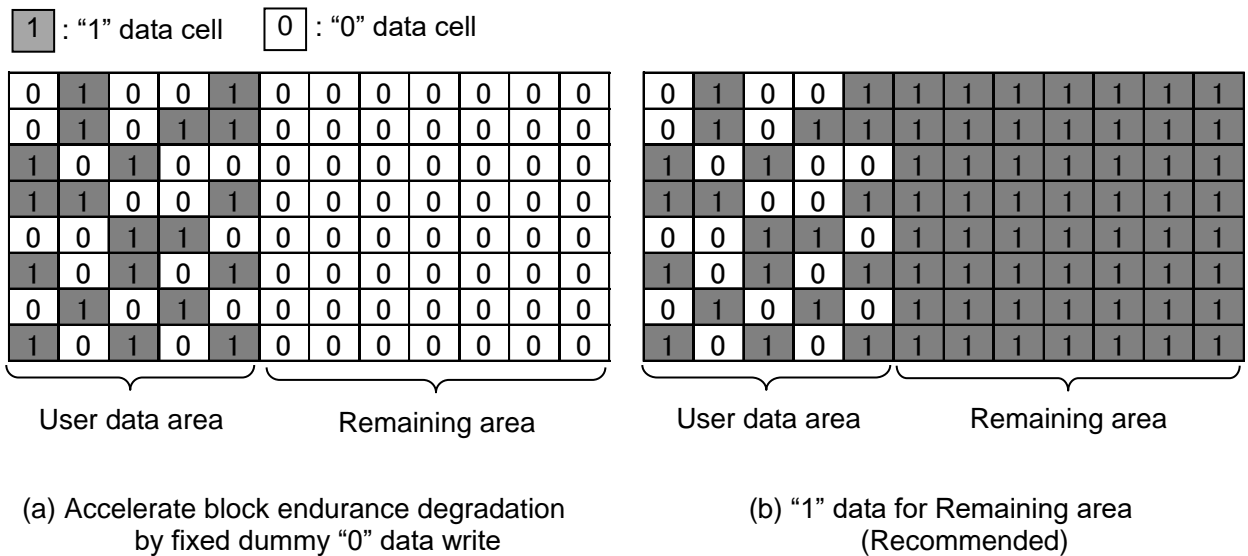 1 : “1” data cell 0 : “0” data cell
0 1 0 0 1 0 0 0 0 0 0 0 0 1 0 0 1 1 1 1 1 1 1 1
0 1 0 1 1 0 0 0 0 0 0 0 0 1 0 1 1 1 1 1 1 1 1 1
1 0 1 0 0 0 0 0 0 0 0 0 1 0 1 0 0 1 1 1 1 1 1 1
1 1 0 0 1 0 0 0 0 0 0 0 1 1 0 0 1 1 1 1 1 1 1 1
0 0 1 1 0 0 0 0 0 0 0 0 0 0 1 1 0 1 1 1 1 1 1 1
1 0 1 0 1 0 0 0 0 0 0 0 1 0 1 0 1 1 1 1 1 1 1 1
0 1 0 1 0 0 0 0 0 0 0 0 0 1 0 1 0 1 1 1 1 1 1 1
1 0 1 0 1 0 0 0 0 0 0 0 1 0 1 0 1 1 1 1 1 1 1 1
User data area Remaining area User data area Remaining area
(a) Accelerate block endurance degradation
by fixed dummy “0” data write
(b) “1” data for Remaining area
(Recommended)